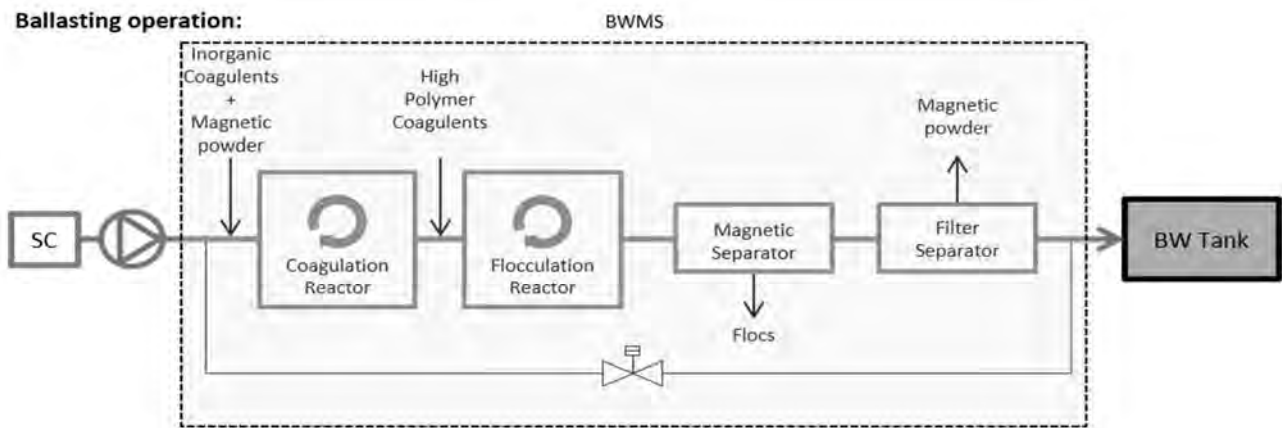 Ballasting operation:
BWMS
Inorganic
Coagulents
+
Magnetic
powder
High
Polymer
Coagulents
Magnetic
powder
SC
Coagulation
Reactor
Flocculation
Reactor
Magnetic
Separator
Filter
Separator
BW Tank
Flocs